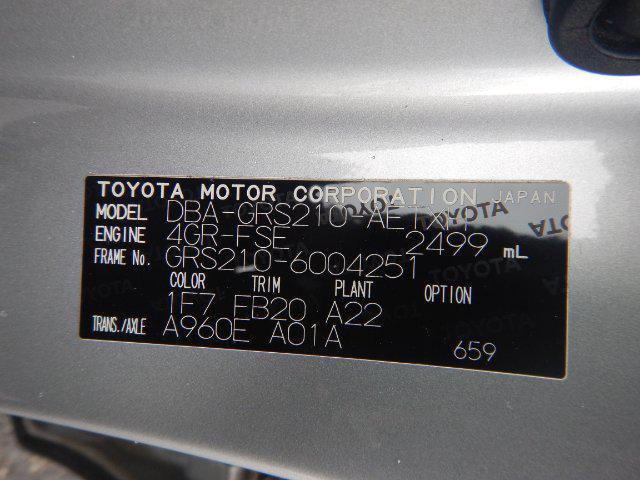 TOYOTA MOTOR CORPORATION JAPAN
MODEL DBA-GRS210-AETXH
ENGINE 4GR-FSE 2499 mL
FRAME No. GRS210-6004251
COLOR TRIM PLANT OPTION
1F7 EB20 A22
TRANS./AXLE A960E A01A
659